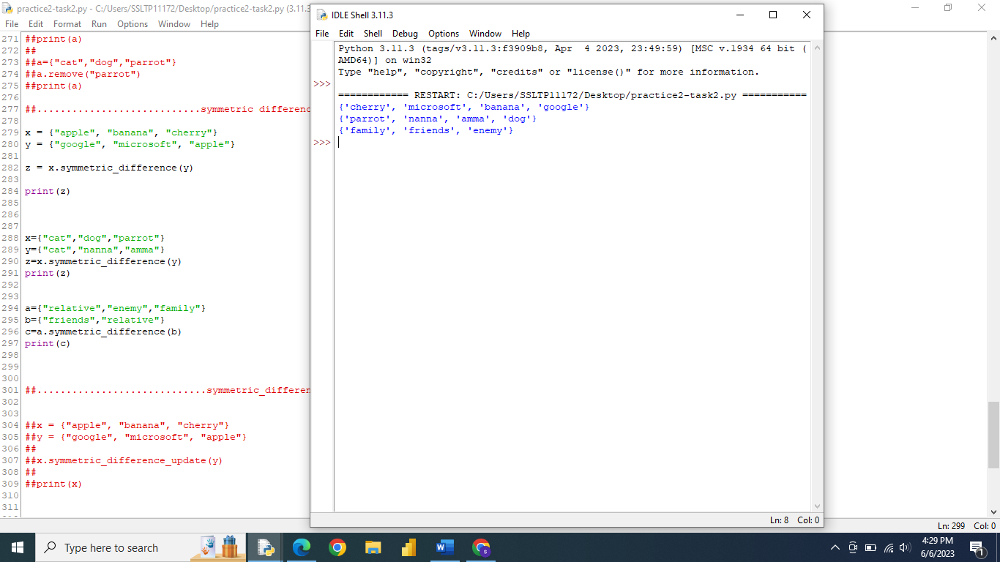 practice2-task2.py - C:/Users/SSLTP11172/Desktop/practice2-task2.py (3.11.3
File Edit Format Run Options Window Help
271 ##print(a)
272 ##
273 ##a={"cat","dog","parrot"}
274 ##a.remove("parrot")
275 ##print(a)
276
277 ##............................symmetric differenc
278
279 x = {"apple", "banana", "cherry"}
280 y = {"google", "microsoft", "apple"}
281
282 z = x.symmetric_difference(y)
283
284 print(z)
285
286
287
288 x={"cat","dog","parrot"}
289 y={"cat","nanna","amma"}
290 z=x.symmetric_difference(y)
291 print(z)
292
293
294 a={"relative","enemy","family"}
295 b={"friends","relative"}
296 c=a.symmetric_difference(b)
297 print(c)
298
299
300
301 ##.............................symmetric_differen
302
303
304 ##x = {"apple", "banana", "cherry"}
305 ##y = {"google", "microsoft", "apple"}
306 ##
307 ##x.symmetric_difference_update(y)
308 ##
309 ##print(x)
310
311
Ln: 299 Col: 0
IDLE Shell 3.11.3
File Edit Shell Debug Options Window Help
Python 3.11.3 (tags/v3.11.3:f3909b8, Apr  4 2023, 23:49:59) [MSC v.1934 64 bit (
AMD64)] on win32
Type "help", "copyright", "credits" or "license()" for more information.
>>>
============ RESTART: C:/Users/SSLTP11172/Desktop/practice2-task2.py ===========
{'cherry', 'microsoft', 'banana', 'google'}
{'parrot', 'nanna', 'amma', 'dog'}
{'family', 'friends', 'enemy'}
>>>
Ln: 8 Col: 0
Type here to search
4:29 PM
6/6/2023
1